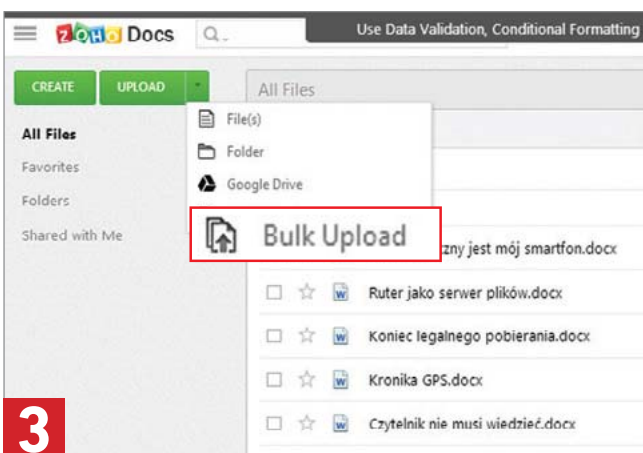 ZOHO Docs
Use Data Validation, Conditional Formatting
CREATE
UPLOAD
All Files
File(s)
Folder
Google Drive
Bulk Upload
All Files
Favorites
Folders
Shared with Me
zny jest mój smartfon.docx
Ruter jako serwer plików.docx
Koniec legalnego pobierania.docx
Kronika GPS.docx
Czytelnik nie musi wiedzieć.docx
3